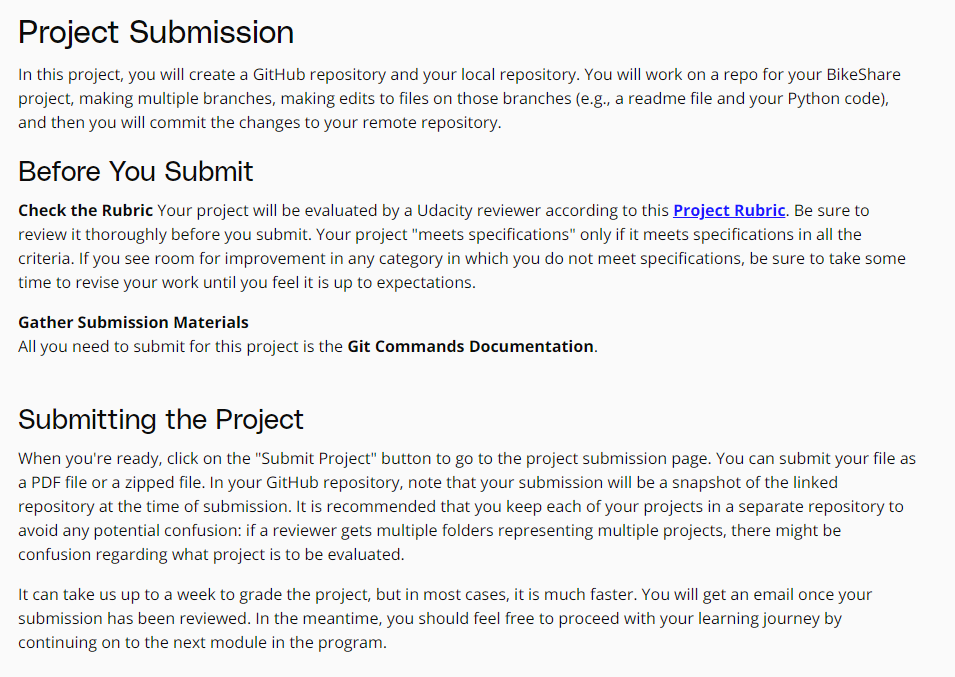 Project Submission
In this project, you will create a GitHub repository and your local repository. You will work on a repo for your BikeShare
project, making multiple branches, making edits to files on those branches (e.g., a readme file and your Python code),
and then you will commit the changes to your remote repository.
Before You Submit
Check the Rubric Your project will be evaluated by a Udacity reviewer according to this Project Rubric. Be sure to
review it thoroughly before you submit. Your project "meets specifications" only if it meets specifications in all the
criteria. If you see room for improvement in any category in which you do not meet specifications, be sure to take some
time to revise your work until you feel it is up to expectations.
Gather Submission Materials
All you need to submit for this project is the Git Commands Documentation.
Submitting the Project
When you're ready, click on the "Submit Project" button to go to the project submission page. You can submit your file as
a PDF file or a zipped file. In your GitHub repository, note that your submission will be a snapshot of the linked
repository at the time of submission. It is recommended that you keep each of your projects in a separate repository to
avoid any potential confusion: if a reviewer gets multiple folders representing multiple projects, there might be
confusion regarding what project is to be evaluated.
It can take us up to a week to grade the project, but in most cases, it is much faster. You will get an email once your
submission has been reviewed. In the meantime, you should feel free to proceed with your learning journey by
continuing on to the next module in the program.